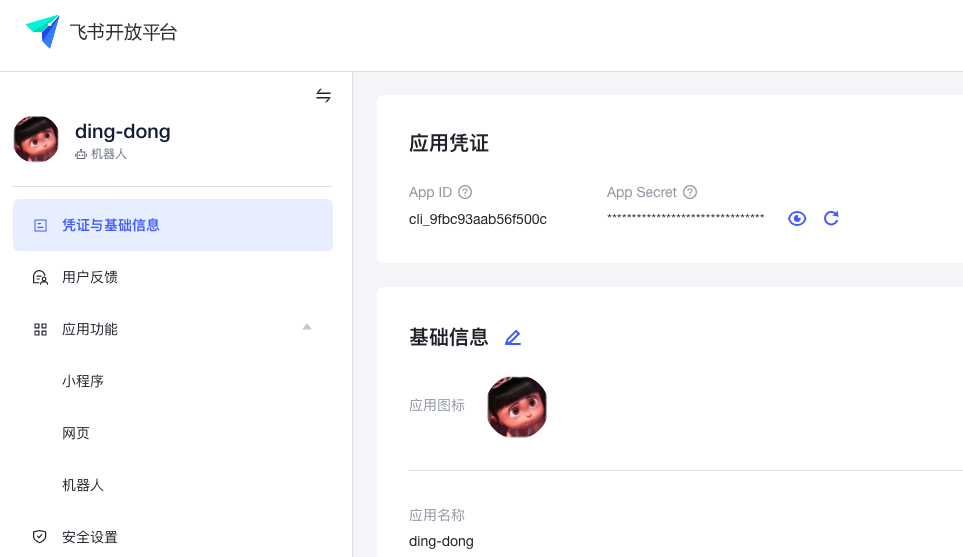 飞书开放平台
ding-dong
机器人
凭证与基础信息
用户反馈
应用功能
小程序
网页
机器人
安全设置
应用凭证
App ID
App Secret
cli_9fbc93aab56f500c
********************************
基础信息
应用图标
应用名称
ding-dong